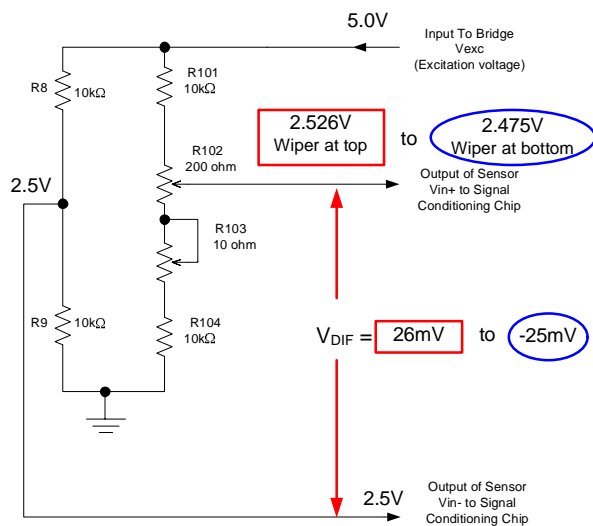 5.0V
Input To Bridge
Vexc
(Excitation voltage)
R8
10kΩ
R101
10kΩ
2.526V
Wiper at top
to
2.475V
Wiper at bottom
R102
200 ohm
2.5V
Output of Sensor
Vin+ to Signal
Conditioning Chip
R103
10 ohm
R9
10kΩ
R104
10kΩ
VDIF = 26mV to -25mV
2.5V
Output of Sensor
Vin- to Signal
Conditioning Chip